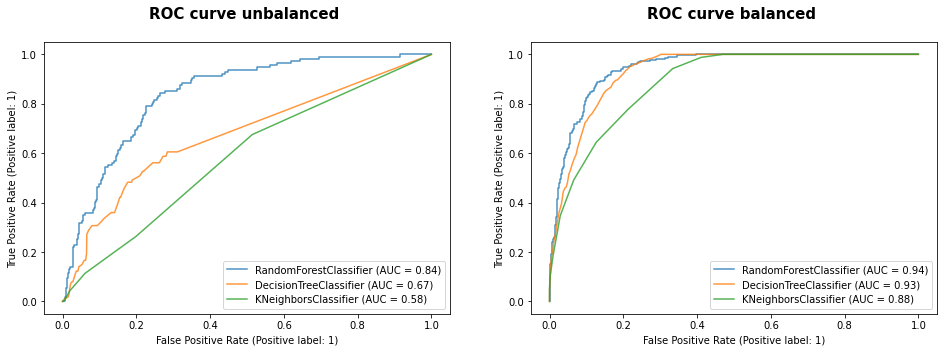 ROC curve unbalanced
1.0
0.8
0.6
0.4
0.2
0.0
True Positive Rate (Positive label: 1)
RandomForestClassifier (AUC = 0.84)
DecisionTreeClassifier (AUC = 0.67)
KNeighborsClassifier (AUC = 0.58)
0.0 0.2 0.4 0.6 0.8 1.0
False Positive Rate (Positive label: 1)
ROC curve balanced
1.0
0.8
0.6
0.4
0.2
0.0
True Positive Rate (Positive label: 1)
RandomForestClassifier (AUC = 0.94)
DecisionTreeClassifier (AUC = 0.93)
KNeighborsClassifier (AUC = 0.88)
0.0 0.2 0.4 0.6 0.8 1.0
False Positive Rate (Positive label: 1)